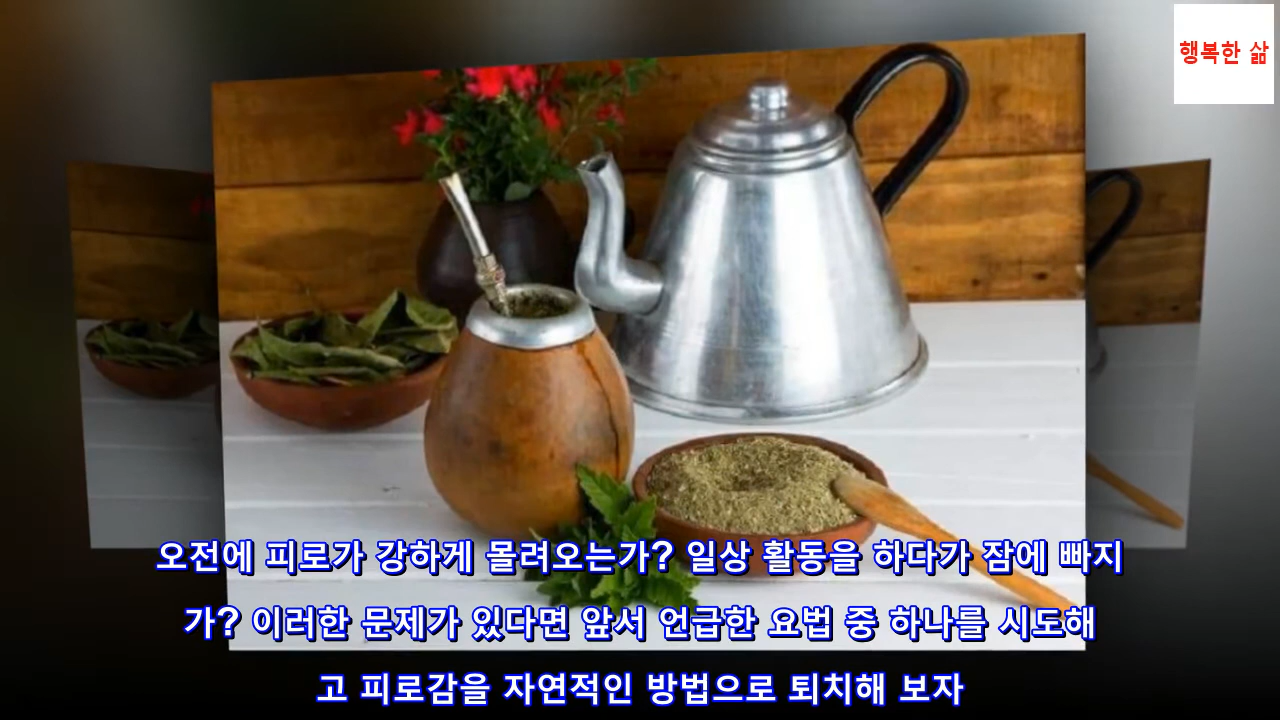 행복한 삶
오전에 피로가 강하게 몰려오는가? 일상 활동을 하다가 잠에 빠지
가? 이러한 문제가 있다면 앞서 언급한 요법 중 하나를 시도해
고 피로감을 자연적인 방법으로 퇴치해 보자